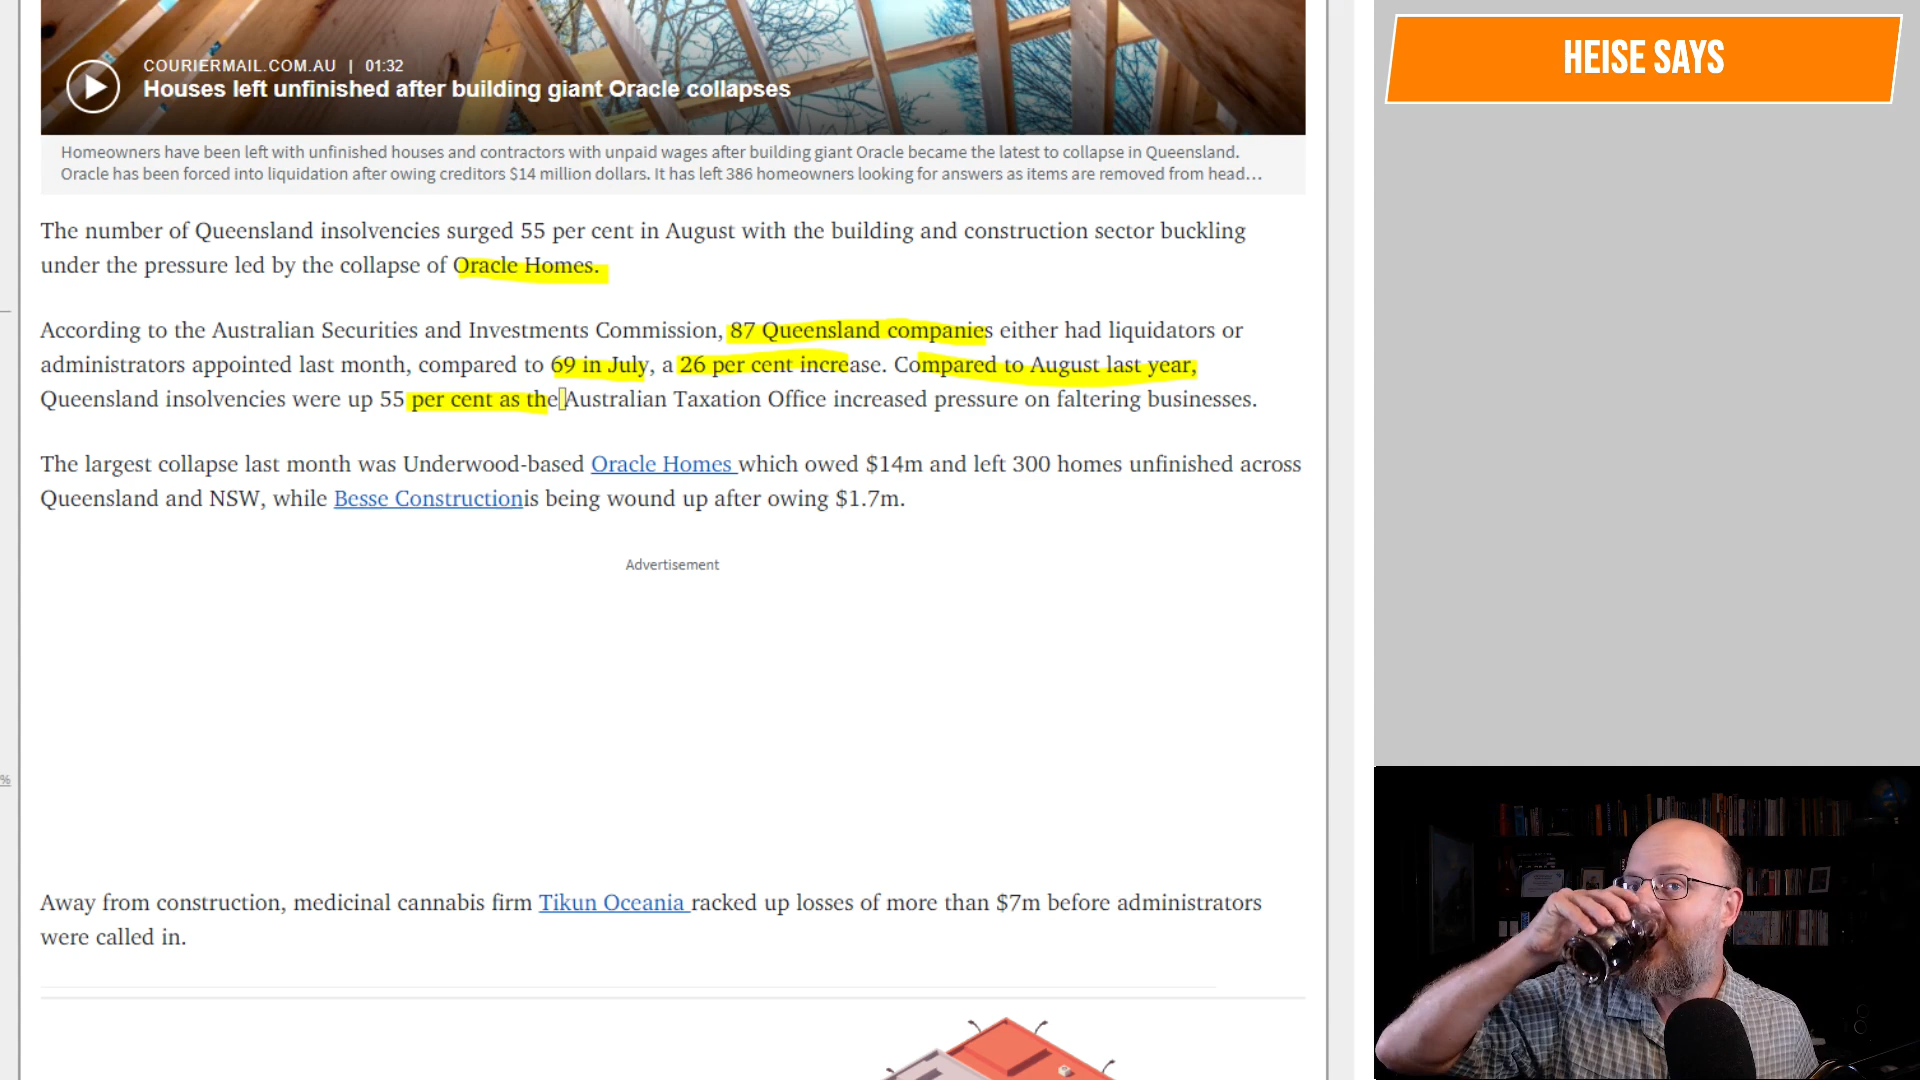 COURIERMAIL.COM.AU | 01:32
Houses left unfinished after building giant Oracle collapses
Homeowners have been left with unfinished houses and contractors with unpaid wages after building giant Oracle became the latest to collapse in Queensland.
Oracle has been forced into liquidation after owing creditors $14 million dollars. It has left 386 homeowners looking for answers as items are removed from head…
The number of Queensland insolvencies surged 55 per cent in August with the building and construction sector buckling
under the pressure led by the collapse of Oracle Homes.
According to the Australian Securities and Investments Commission, 87 Queensland companies either had liquidators or
administrators appointed last month, compared to 69 in July, a 26 per cent increase. Compared to August last year,
Queensland insolvencies were up 55 per cent as the Australian Taxation Office increased pressure on faltering businesses.
The largest collapse last month was Underwood-based Oracle Homes which owed $14m and left 300 homes unfinished across
Queensland and NSW, while Besse Constructionis being wound up after owing $1.7m.
Advertisement
%
Away from construction, medicinal cannabis firm Tikun Oceania racked up losses of more than $7m before administrators
were called in.
HEISE SAYS